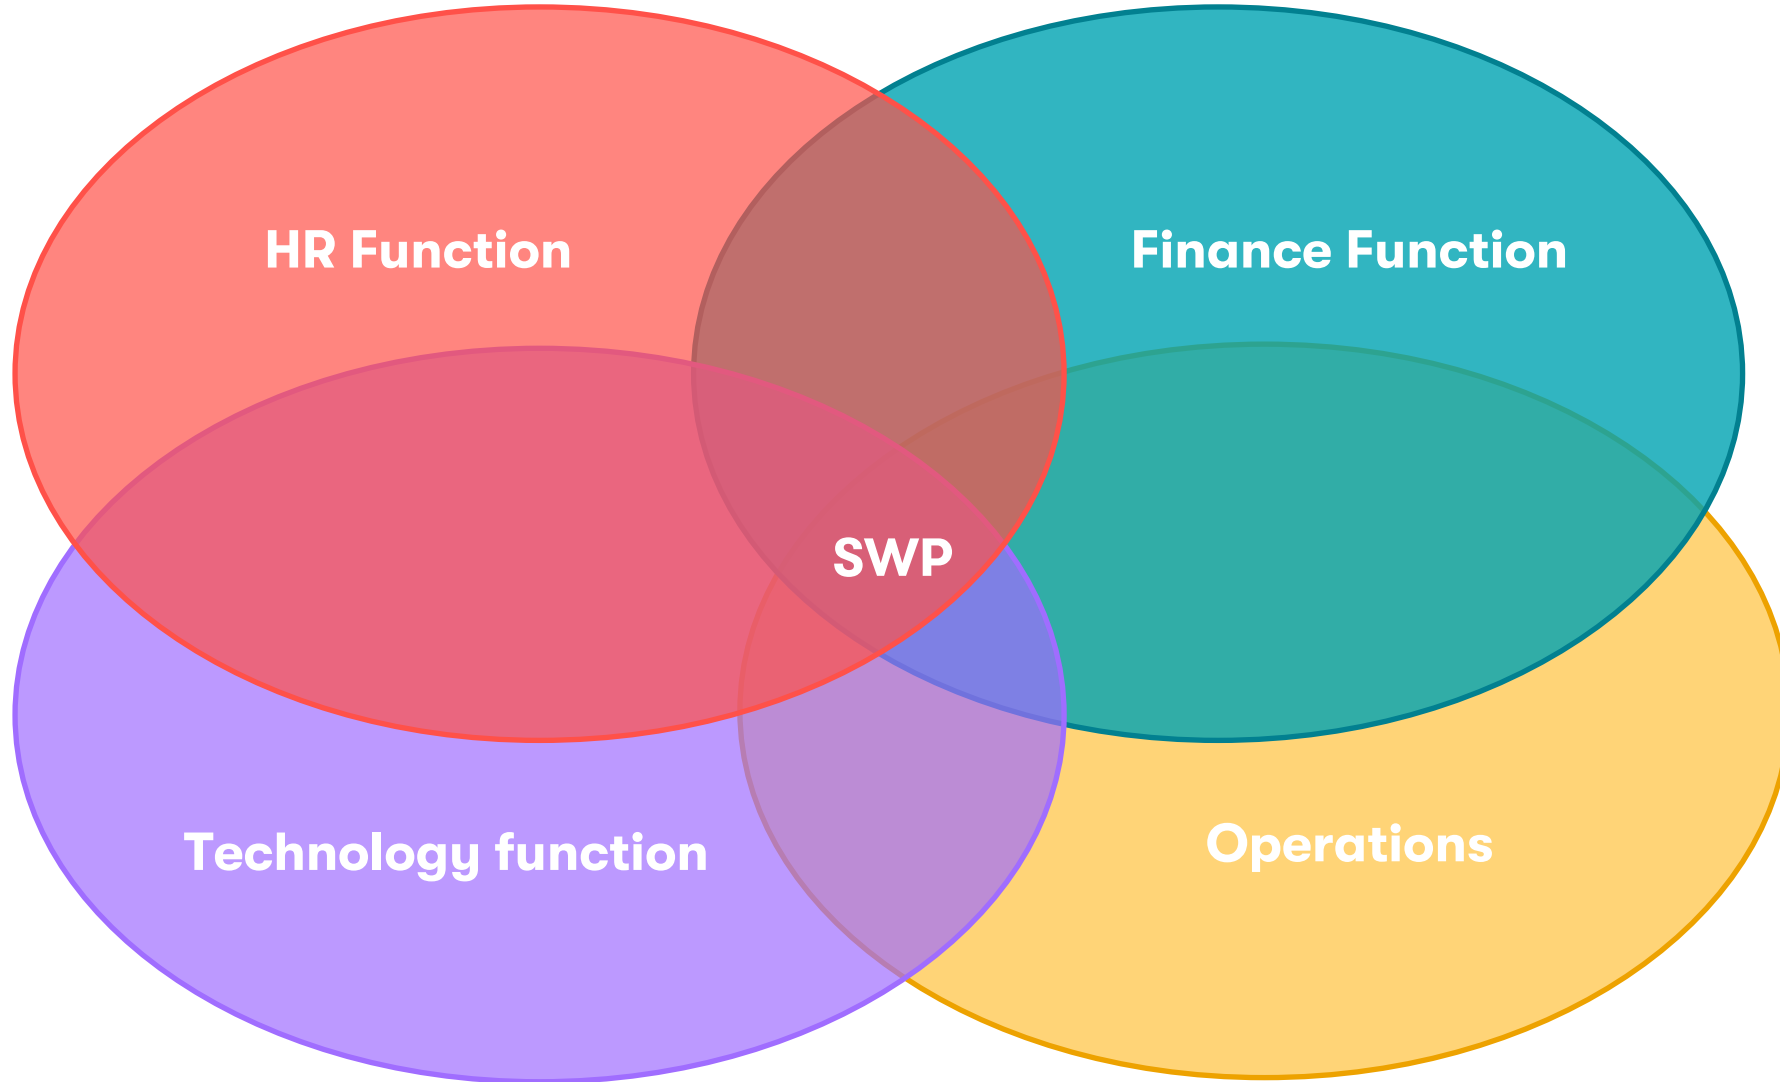 HR Function
Finance Function
SWP
Technology function
Operations